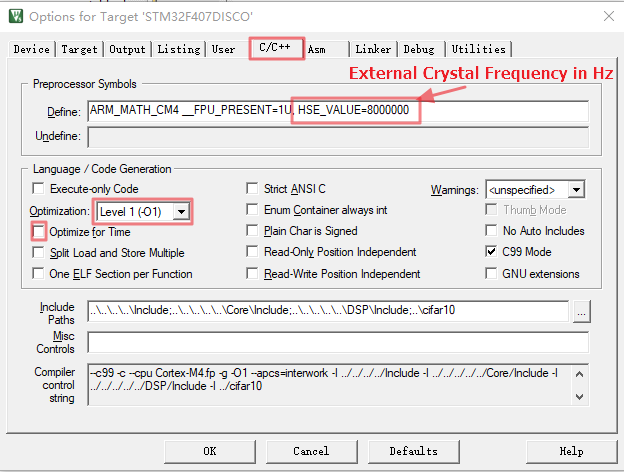 Options for Target 'STM32F407DISCO'
Device Target Output Listing User C/C++ Asm Linker Debug Utilities
External Crystal Frequency in Hz
Preprocessor Symbols
Define: ARM_MATH_CM4 __FPU_PRESENT=1U, HSE_VALUE=8000000
Undefine:
Language / Code Generation
Execute-only Code Strict ANSI C Warnings: <unspecified>
Optimization: Level 1 (-O1) Enum Container always int Thumb Mode
Optimize for Time Plain Char is Signed No Auto Includes
Split Load and Store Multiple Read-Only Position Independent C99 Mode
One ELF Section per Function Read-Write Position Independent GNU extensions
Include Paths ..\..\..\..\Include;..\..\..\..\..\Core\Include;..\..\..\..\..\DSP\Include;..\cifar10 ...
Misc Controls
Compiler control string --c99 -c --cpu Cortex-M4.fp -g -O1 --apcs=interwork -I ../../../../Include -I ../../../../../Core/Include -I
../../../../../DSP/Include -I ../cifar10
OK Cancel Defaults Help